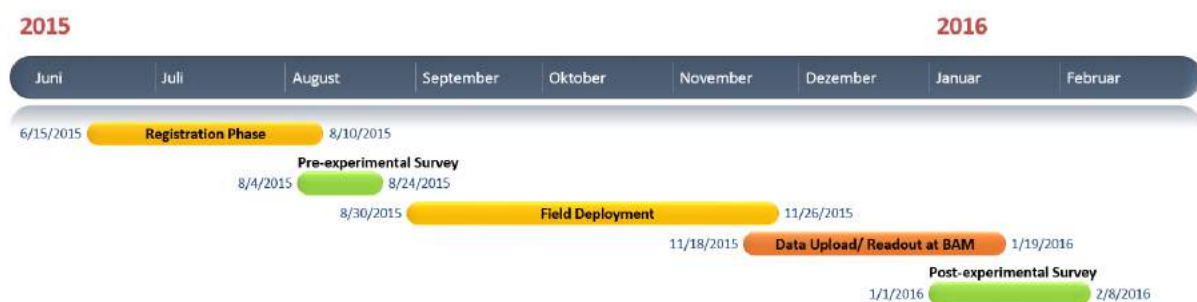 2015 2016
Juni Juli August September Oktober November Dezember Januar Februar
6/15/2015 Registration Phase 8/10/2015
Pre-experimental Survey
8/4/2015 8/24/2015
8/30/2015 Field Deployment 11/26/2015
11/18/2015 Data Upload/ Readout at BAM 1/19/2016
Post-experimental Survey
1/1/2016 2/8/2016